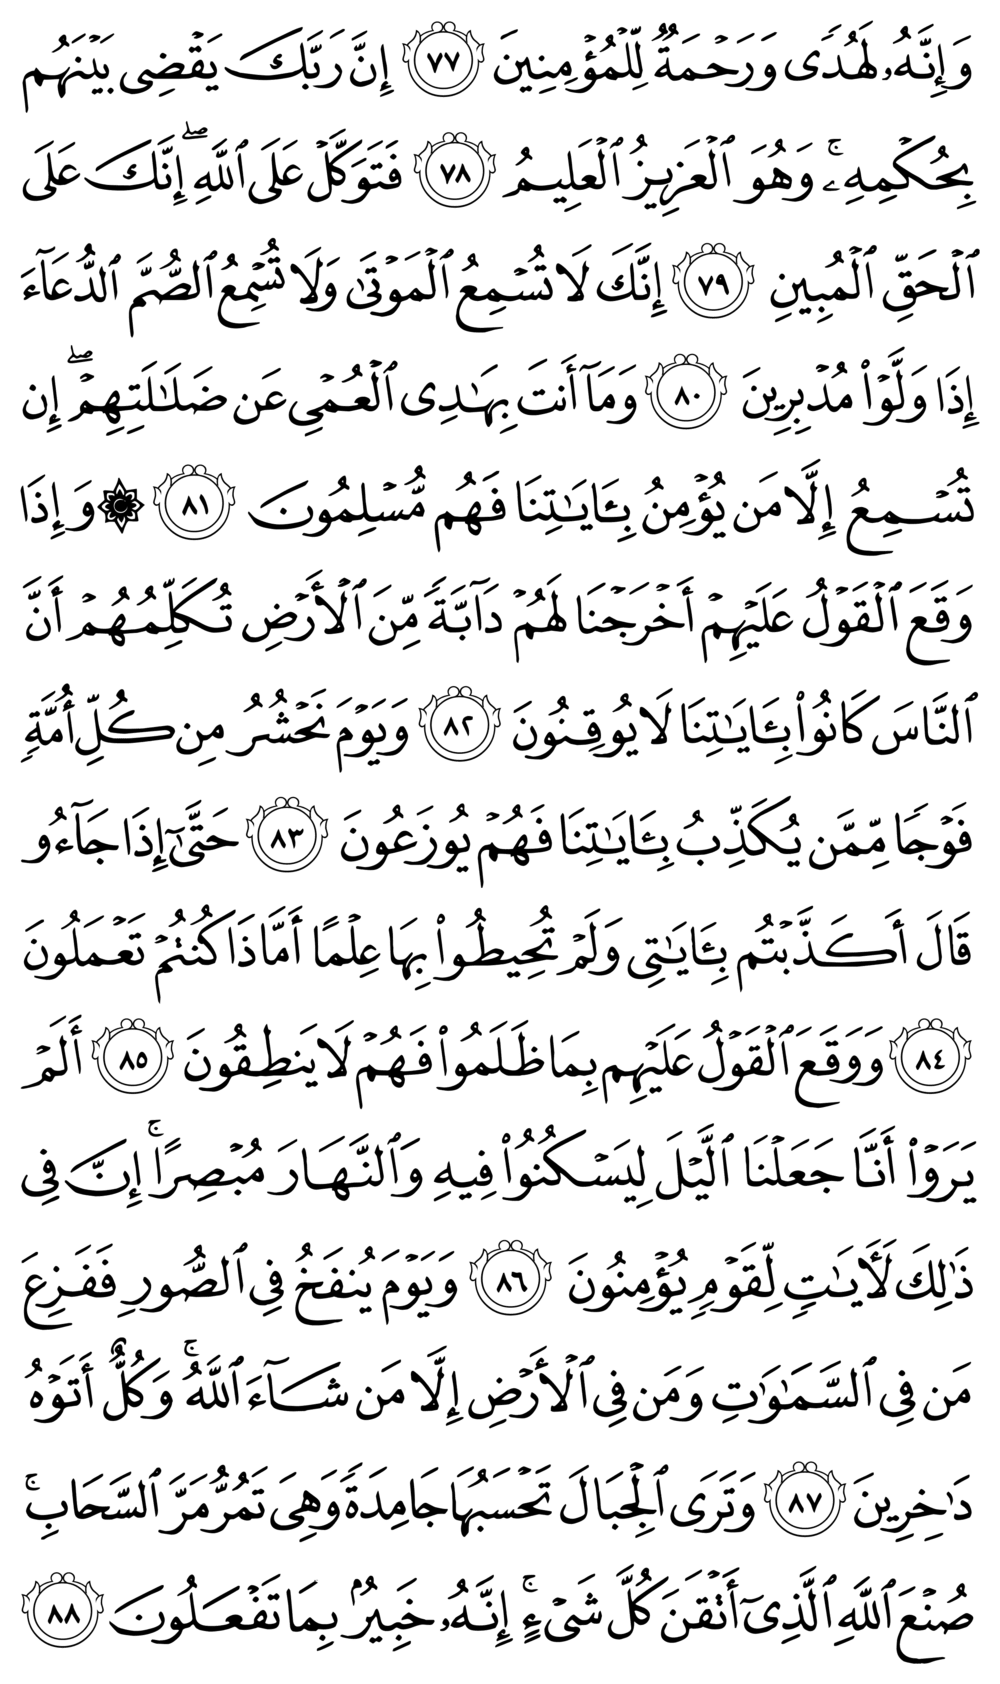 وَإِنَّهُۥ لَهُدًى وَرَحْمَةٌ لِّلْمُؤْمِنِينَ ٧٧ إِنَّ رَبَّكَ يَقْضِى بَيْنَهُم
بِحُكْمِهِۦ ۚ وَهُوَ ٱلْعَزِيزُ ٱلْعَلِيمُ ٧٨ فَتَوَكَّلْ عَلَى ٱللَّهِ ۖ إِنَّكَ عَلَى
ٱلْحَقِّ ٱلْمُبِينِ ٧٩ إِنَّكَ لَا تُسْمِعُ ٱلْمَوْتَىٰ وَلَا تُسْمِعُ ٱلصُّمَّ ٱلدُّعَآءَ
إِذَا وَلَّوْا۟ مُدْبِرِينَ ٨٠ وَمَآ أَنتَ بِهَـٰدِى ٱلْعُمْىِ عَن ضَلَـٰلَتِهِمْ ۖ إِن
تُسْمِعُ إِلَّا مَن يُؤْمِنُ بِـَٔايَـٰتِنَا فَهُم مُّسْلِمُونَ ٨١ ۞ وَإِذَا
وَقَعَ ٱلْقَوْلُ عَلَيْهِمْ أَخْرَجْنَا لَهُمْ دَآبَّةً مِّنَ ٱلْأَرْضِ تُكَلِّمُهُمْ أَنَّ
ٱلنَّاسَ كَانُوا۟ بِـَٔايَـٰتِنَا لَا يُوقِنُونَ ٨٢ وَيَوْمَ نَحْشُرُ مِن كُلِّ أُمَّةٍ
فَوْجًا مِّمَّن يُكَذِّبُ بِـَٔايَـٰتِنَا فَهُمْ يُوزَعُونَ ٨٣ حَتَّىٰٓ إِذَا جَآءُو
قَالَ أَكَذَّبْتُم بِـَٔايَـٰتِى وَلَمْ تُحِيطُوا۟ بِهَا عِلْمًا أَمَّاذَا كُنتُمْ تَعْمَلُونَ
٨٤ وَوَقَعَ ٱلْقَوْلُ عَلَيْهِم بِمَا ظَلَمُوا۟ فَهُمْ لَا يَنطِقُونَ ٨٥ أَلَمْ
يَرَوْا۟ أَنَّا جَعَلْنَا ٱلَّيْلَ لِيَسْكُنُوا۟ فِيهِ وَٱلنَّهَارَ مُبْصِرًا ۚ إِنَّ فِى
ذَٰلِكَ لَـَٔايَـٰتٍ لِّقَوْمٍ يُؤْمِنُونَ ٨٦ وَيَوْمَ يُنفَخُ فِى ٱلصُّورِ فَفَزِعَ
مَن فِى ٱلسَّمَـٰوَٰتِ وَمَن فِى ٱلْأَرْضِ إِلَّا مَن شَآءَ ٱللَّهُ ۚ وَكُلٌّ أَتَوْهُ
دَٰخِرِينَ ٨٧ وَتَرَى ٱلْجِبَالَ تَحْسَبُهَا جَامِدَةً وَهِىَ تَمُرُّ مَرَّ ٱلسَّحَابِ ۚ
صُنْعَ ٱللَّهِ ٱلَّذِىٓ أَتْقَنَ كُلَّ شَىْءٍ ۚ إِنَّهُۥ خَبِيرٌۢ بِمَا تَفْعَلُونَ ٨٨